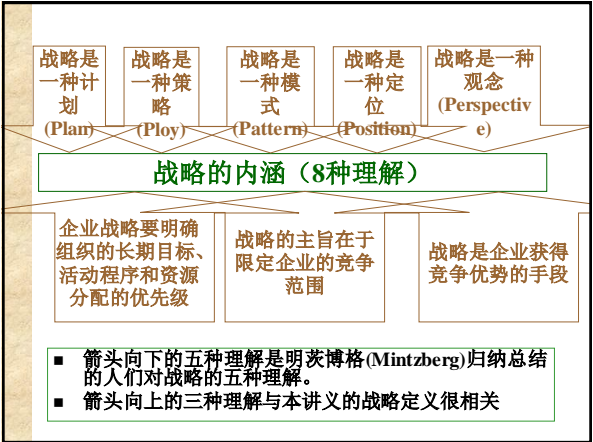 战略是
一种计
划
(Plan)
战略是
一种策
略
(Ploy)
战略是
一种模
式
(Pattern)
战略是
一种定
位
(Position)
战略是一种
观念
(Perspectiv
e)
战略的内涵（8种理解）
企业战略要明确
组织的长期目标、
活动程序和资源
分配的优先级
战略的主旨在于
限定企业的竞争
范围
战略是企业获得
竞争优势的手段
■ 箭头向下的五种理解是明茨博格(Mintzberg)归纳总结
的人们对战略的五种理解。
■ 箭头向上的三种理解与本讲义的战略定义很相关